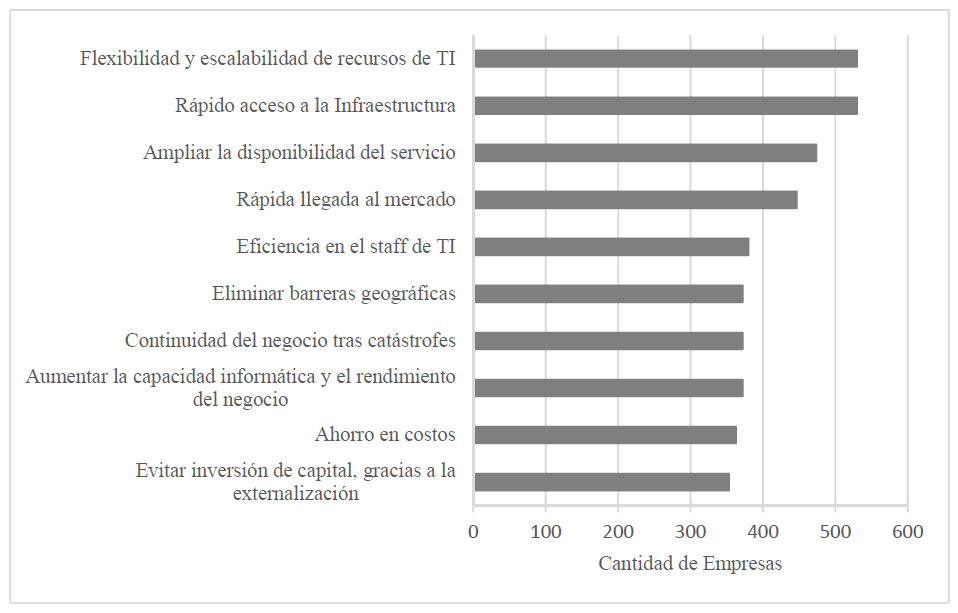 Flexibilidad y escalabilidad de recursos de TI
Rápido acceso a la Infraestructura
Ampliar la disponibilidad del servicio
Rápida llegada al mercado
Eficiencia en el staff de TI
Eliminar barreras geográficas
Continuidad del negocio tras catástrofes
Aumentar la capacidad informática y el rendimiento
del negocio
Ahorro en costos
Evitar inversión de capital, gracias a la
externalización
0 100 200 300 400 500 600
Cantidad de Empresas